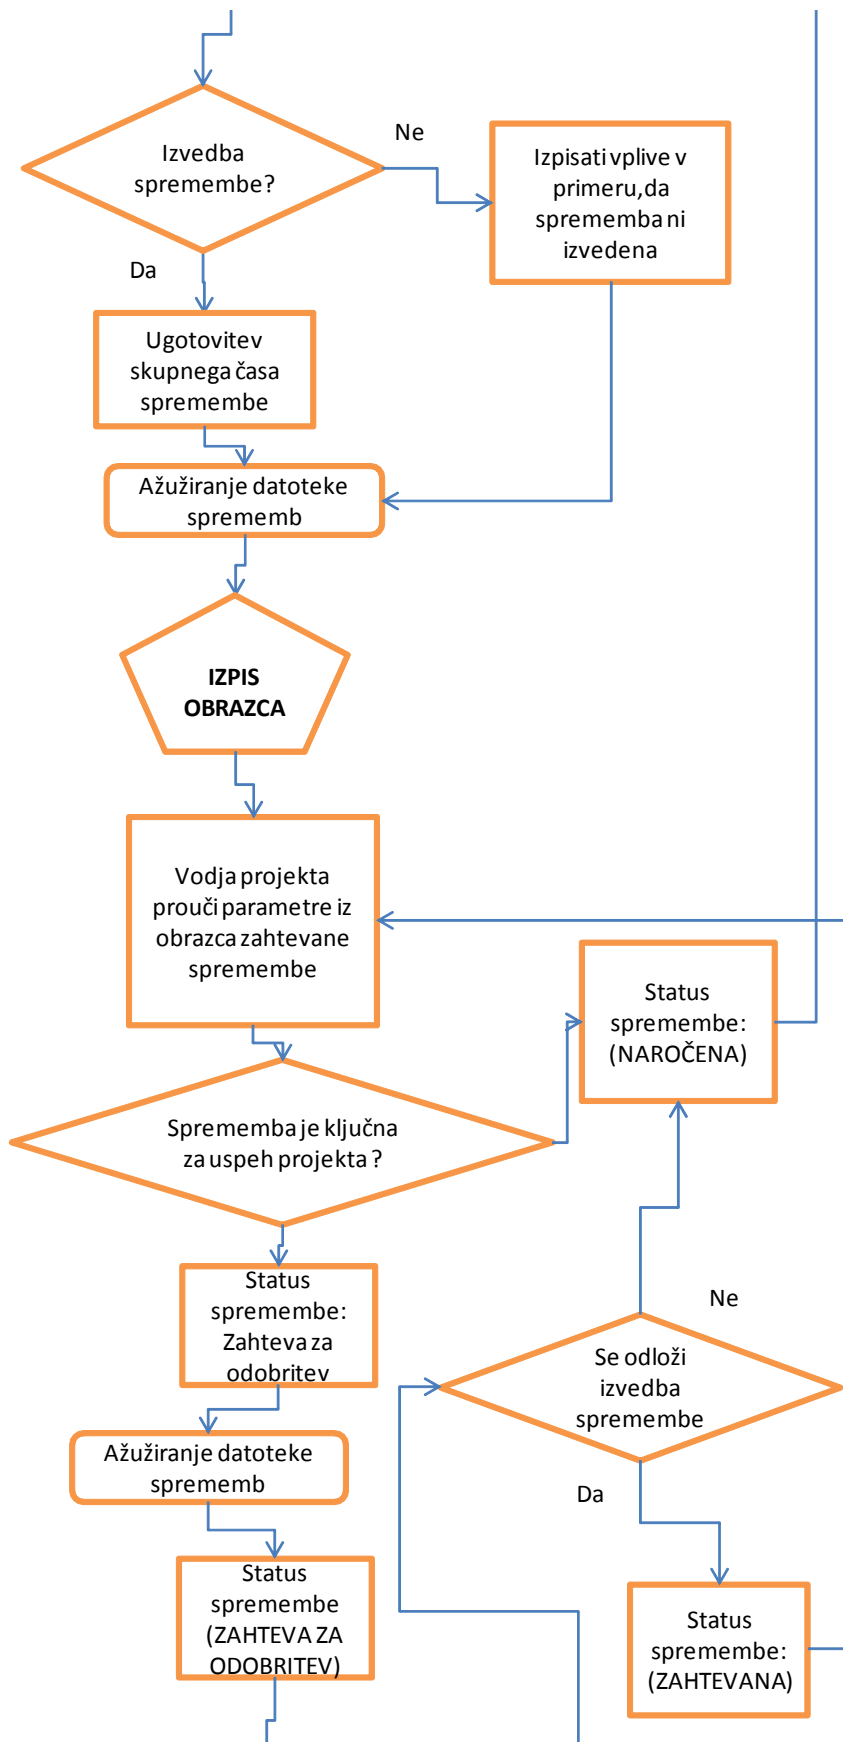 Izvedba
spremembe?
Ne
Izpisati vplive v
primeru, da
sprememba ni
izvedena
Da
Ugotovitev
skupnega časa
spremembe
Ažužiranje datoteke
sprememb
IZPIS
OBRAZCA
Vodja projekta
prouči parametre iz
obrazca zahtevane
spremembe
Status
spremembe:
(NAROČENA)
Sprememba je ključna
za uspeh projekta ?
Status
spremembe:
Zahteva za
odobritev
Ne
Se odloži
izvedba
spremembe
Ažužiranje datoteke
sprememb
Da
Status
spremembe
(ZAHTEVA ZA
ODOBRITEV)
Status
spremembe:
(ZAHTEVANA)